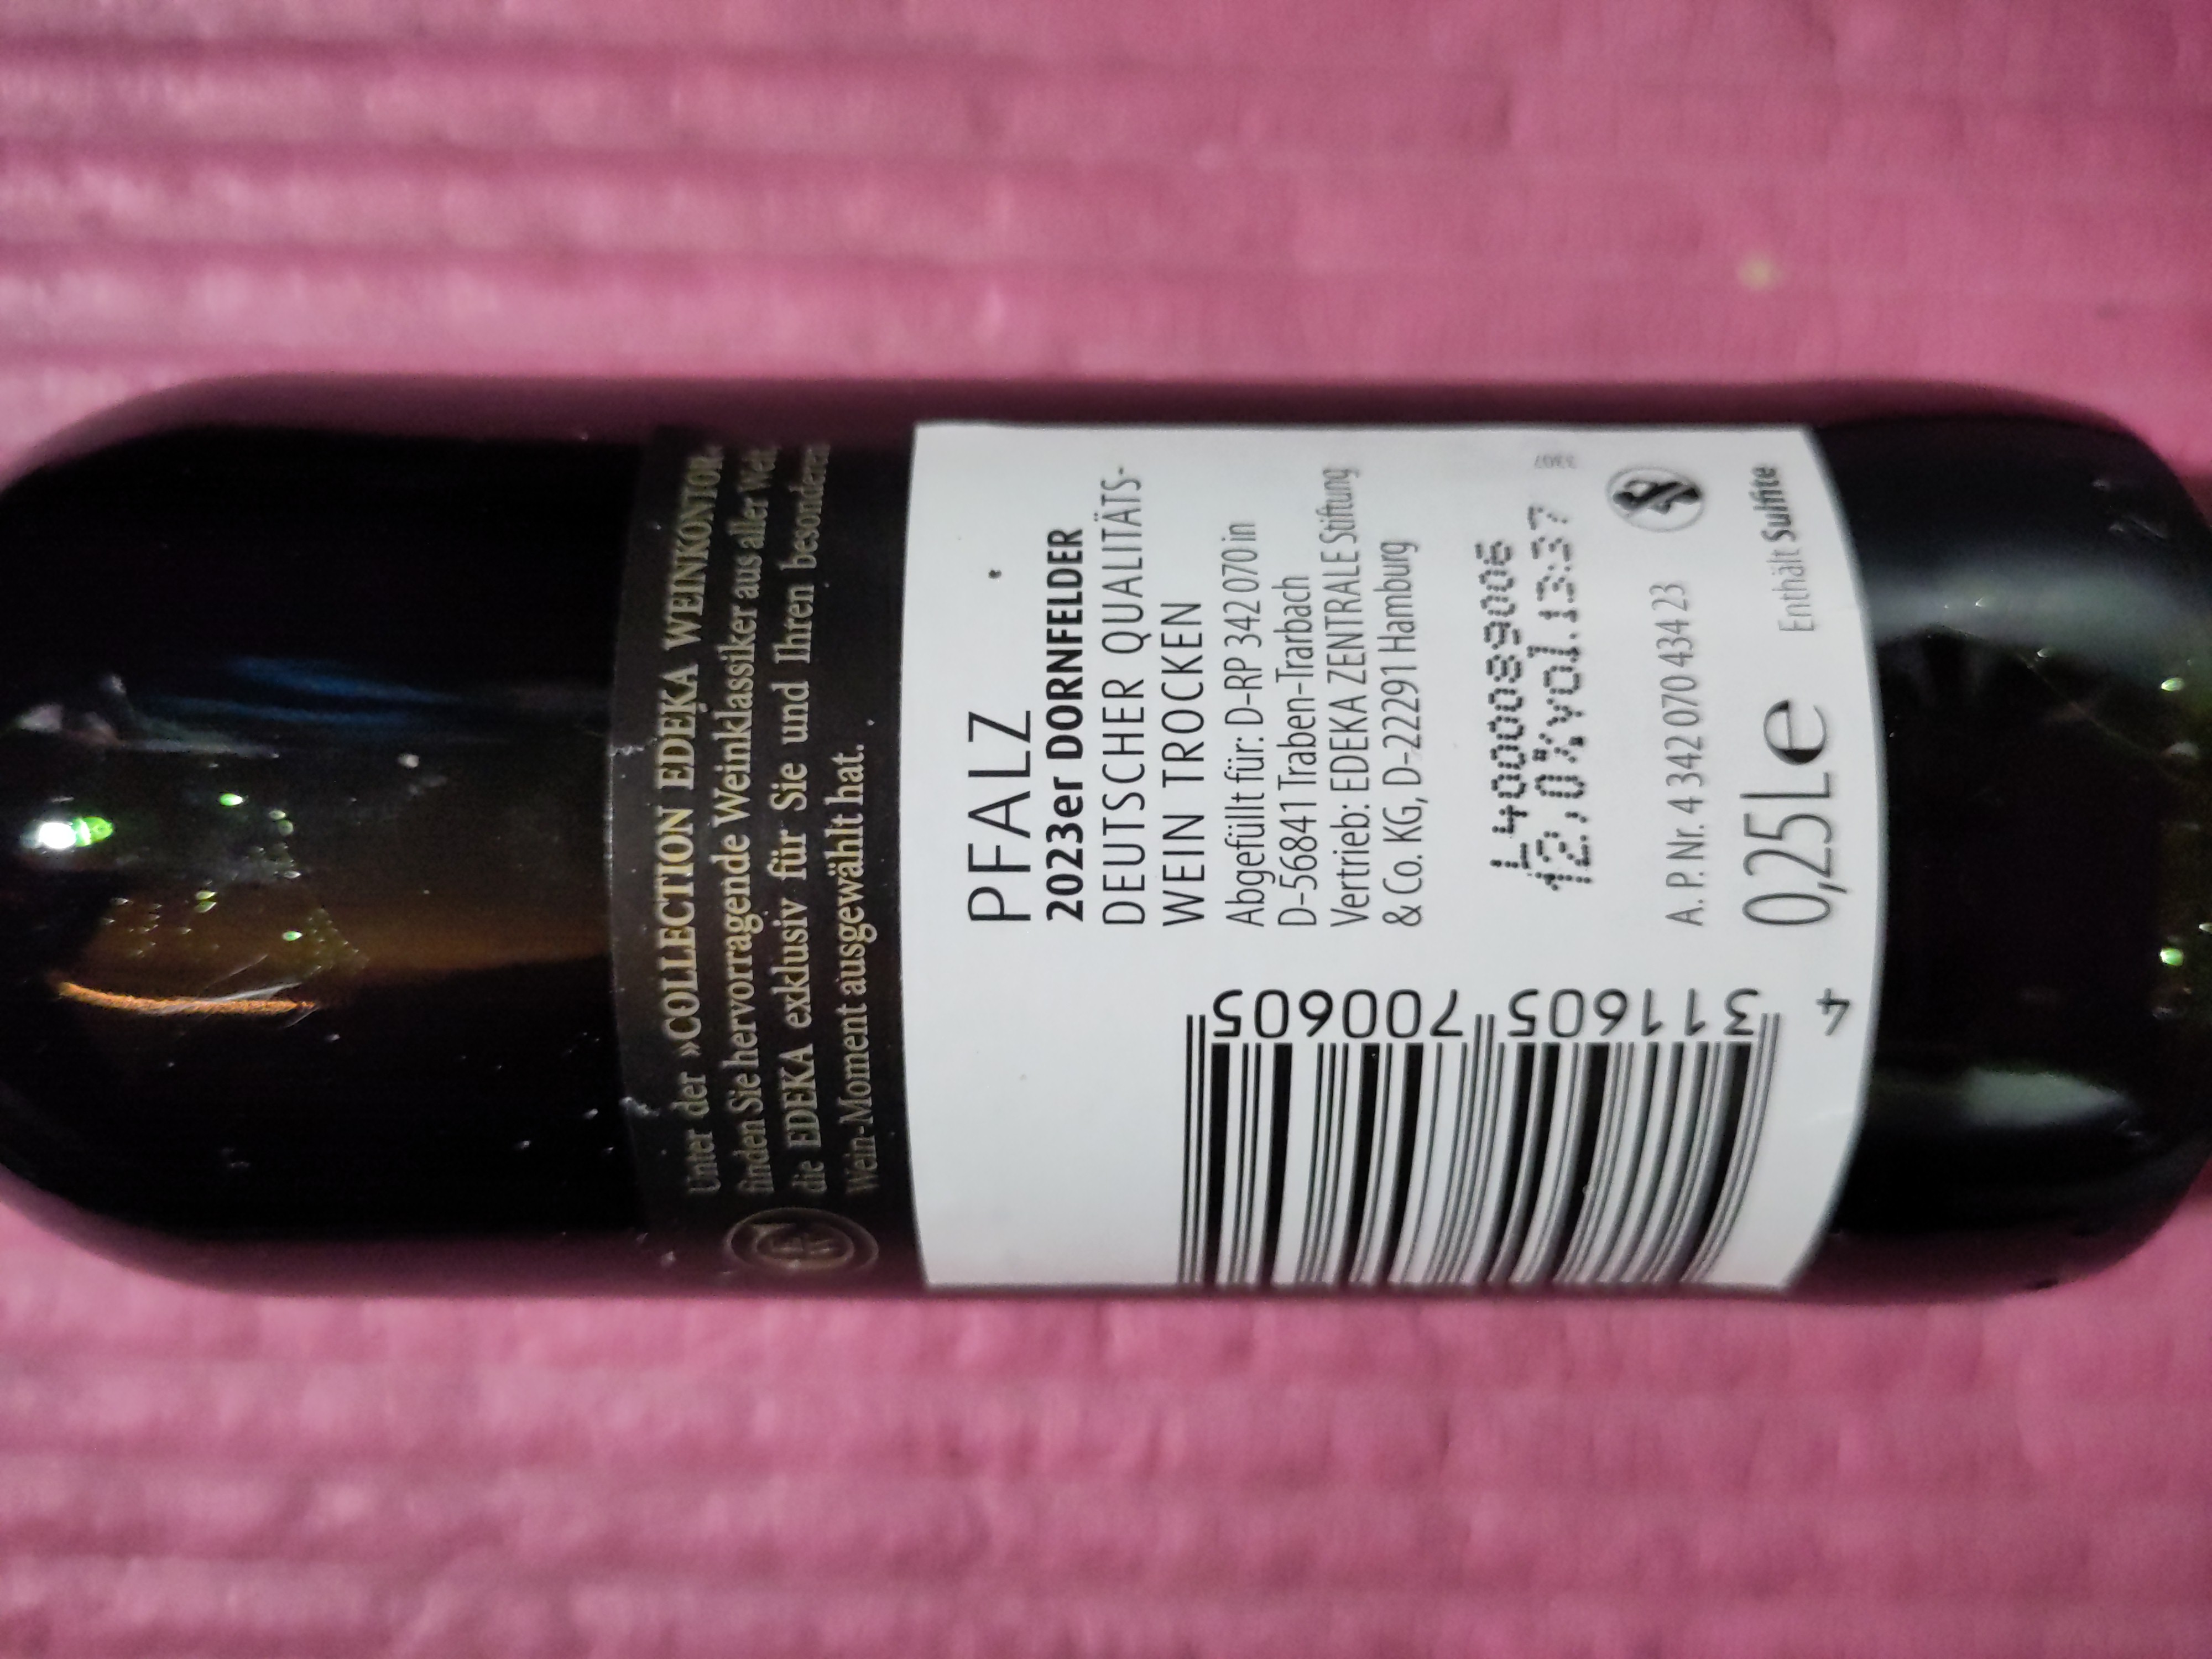 Unter der »COLLECTION EDEKA WEINKONTOR«
finden Sie hervorragende Weinklassiker aus aller Welt,
die EDEKA exklusiv für Sie und Ihren besonderen
Wein-Moment ausgewählt hat.
PFALZ
2023er DORNFELDER
DEUTSCHER QUALITÄTS-
WEIN TROCKEN
Abgefüllt für: D-RP 342 070 in
D-56841 Traben-Trarbach
Vertrieb: EDEKA ZENTRALE Stiftung
& Co. KG, D-22291 Hamburg
L400089006
12,0%vol.13:37
3307
A. P. Nr. 4 342 070 434 23
0,25L e
Enthält Sulfite
4 311605 700605